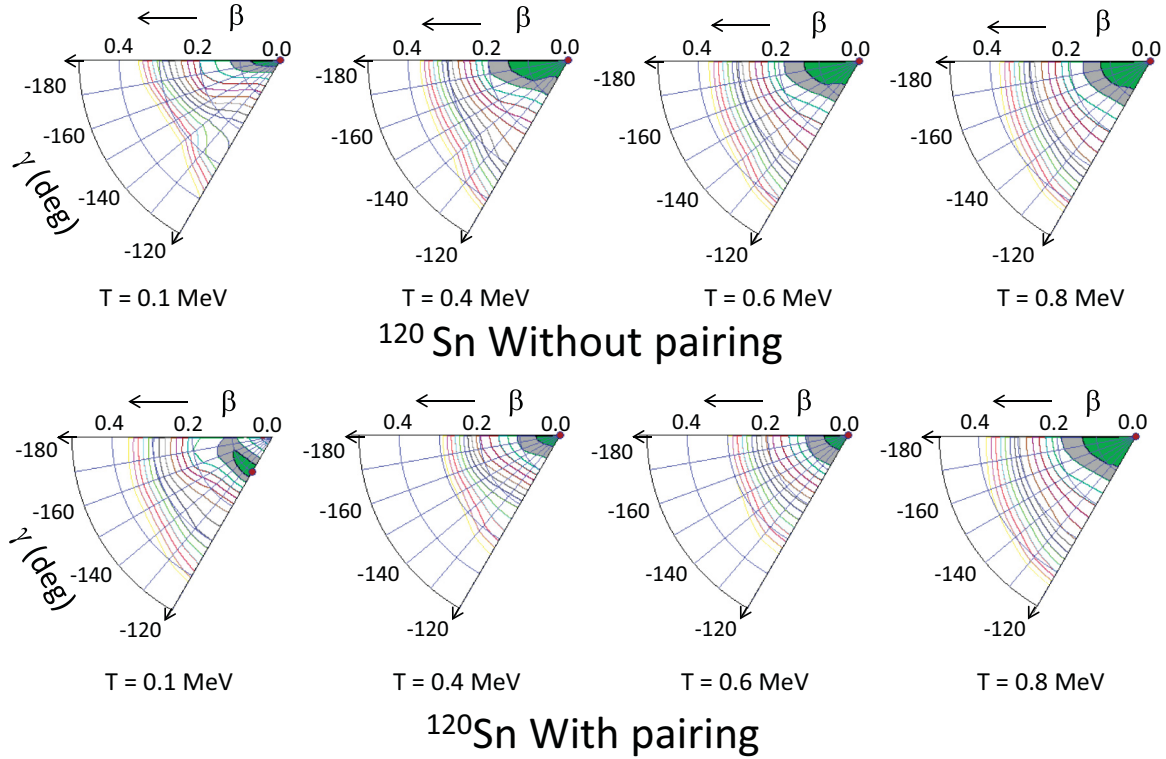 β β β β
0.4 0.2 0.0 0.4 0.2 0.0 0.4 0.2 0.0 0.4 0.2 0.0
-180 -180 -180 -180
-160 -160 -160 -160
-140 -140 -140 -140
-120 -120 -120 -120
γ (deg)
T = 0.1 MeV T = 0.4 MeV T = 0.6 MeV T = 0.8 MeV
¹²⁰ Sn Without pairing
β β β β
0.4 0.2 0.0 0.4 0.2 0.0 0.4 0.2 0.0 0.4 0.2 0.0
-180 -180 -180 -180
-160 -160 -160 -160
-140 -140 -140 -140
-120 -120 -120 -120
γ (deg)
T = 0.1 MeV T = 0.4 MeV T = 0.6 MeV T = 0.8 MeV
¹²⁰Sn With pairing